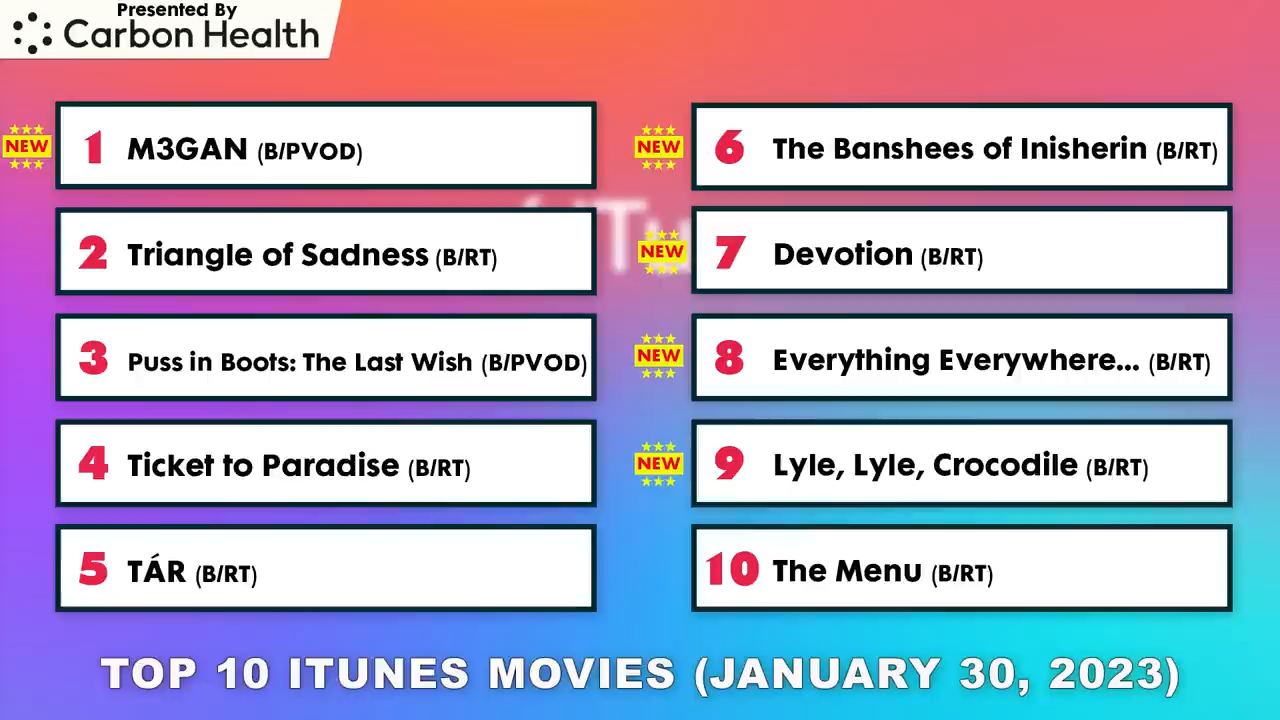 Presented By
Carbon Health
NEW
1 M3GAN (B/PVOD)
2 Triangle of Sadness (B/RT)
3 Puss in Boots: The Last Wish (B/PVOD)
4 Ticket to Paradise (B/RT)
5 TÁR (B/RT)
NEW
6 The Banshees of Inisherin (B/RT)
NEW
7 Devotion (B/RT)
NEW
8 Everything Everywhere... (B/RT)
NEW
9 Lyle, Lyle, Crocodile (B/RT)
10 The Menu (B/RT)
TOP 10 ITUNES MOVIES (JANUARY 30, 2023)